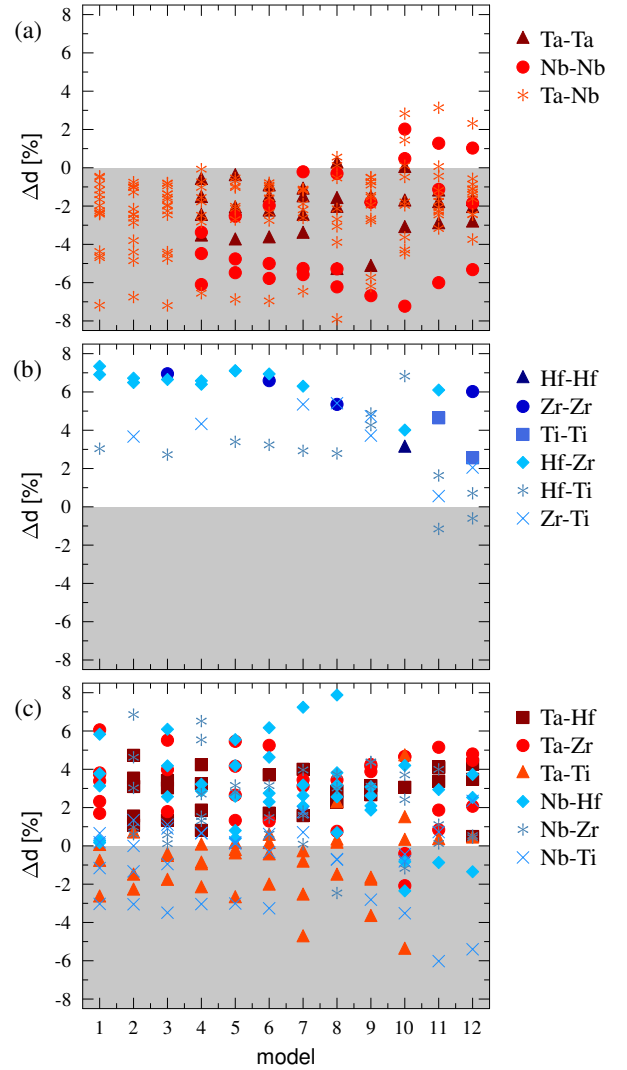 (a)
Δd [%]
8
6
4
2
0
-2
-4
-6
-8
Ta-Ta
Nb-Nb
Ta-Nb
(b)
Δd [%]
8
6
4
2
0
-2
-4
-6
-8
Hf-Hf
Zr-Zr
Ti-Ti
Hf-Zr
Hf-Ti
Zr-Ti
(c)
Δd [%]
8
6
4
2
0
-2
-4
-6
-8
Ta-Hf
Ta-Zr
Ta-Ti
Nb-Hf
Nb-Zr
Nb-Ti
1 2 3 4 5 6 7 8 9 10 11 12
model